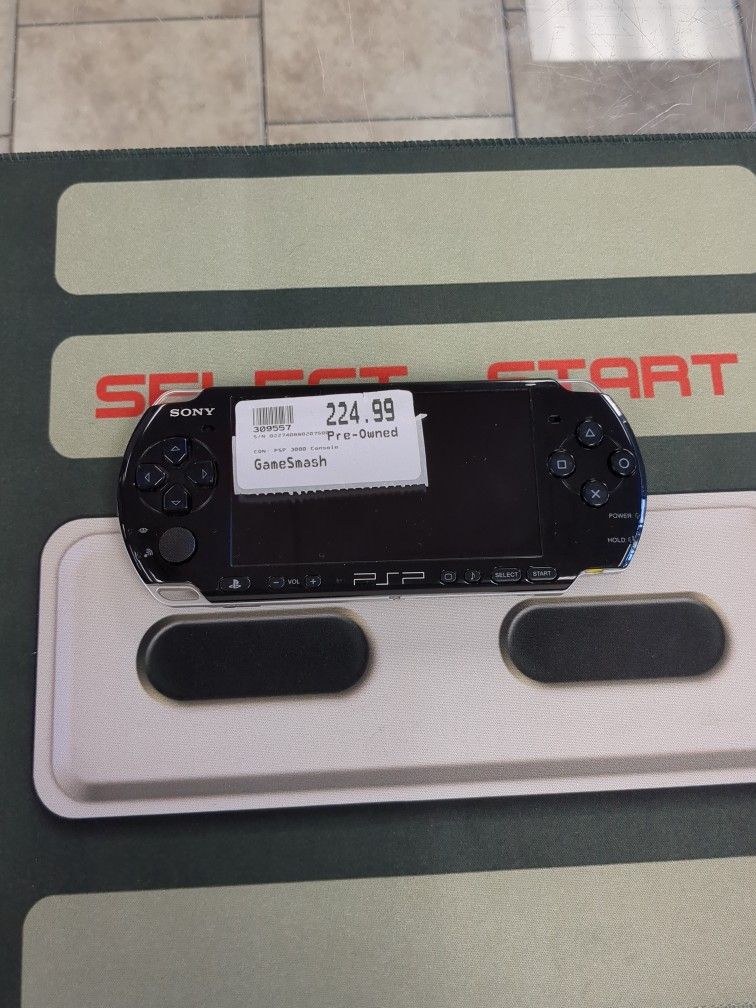 SELECT START
SONY
309557
224.99
Pre-Owned
CON: PSP 3000 Console
GameSmash
POWER
HOLD
VOL
PSP
SELECT
START